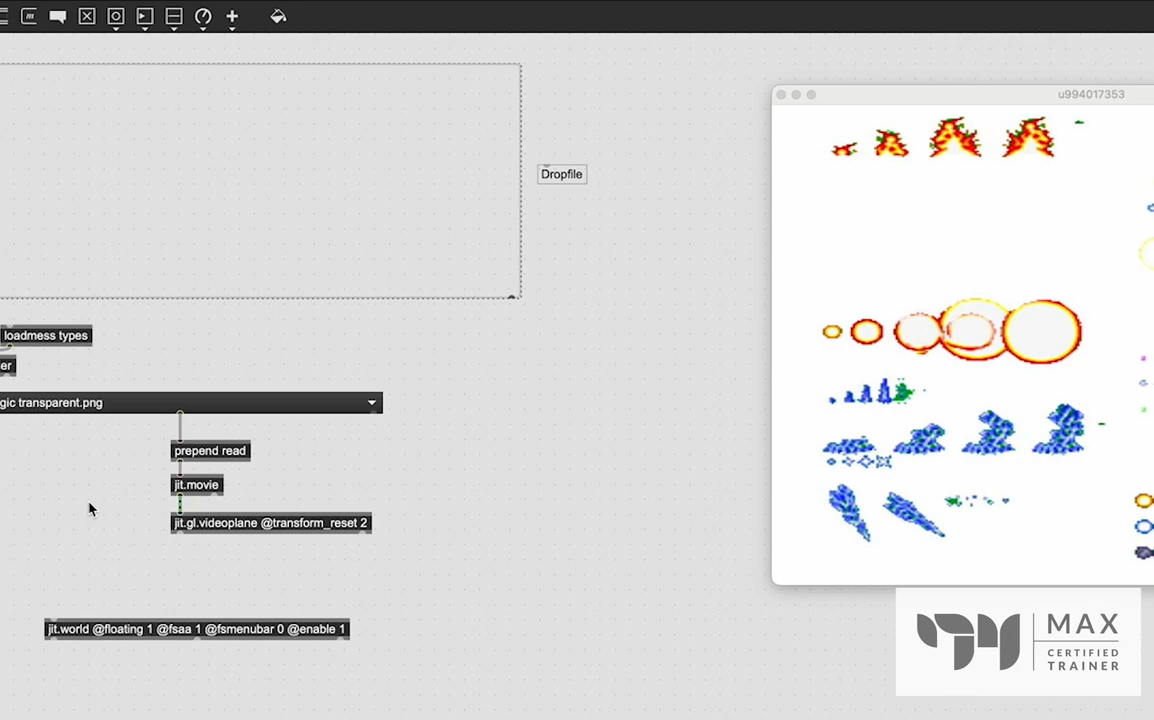 m
u994017353
Dropfile
loadmess types
er
gic transparent.png
prepend read
jit.movie
jit.gl.videoplane @transform_reset 2
jit.world @floating 1 @fsaa 1 @fsmenubar 0 @enable 1
MAX
CERTIFIED
TRAINER